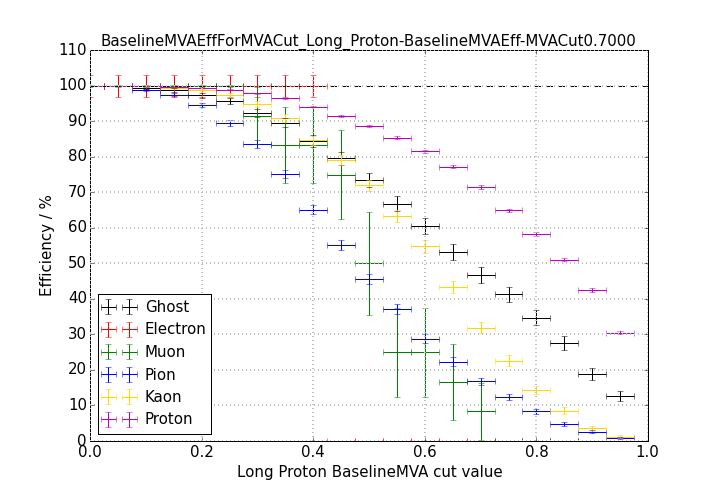 BaselineMVAEffForMVACut_Long_Proton-BaselineMVAEff-MVACut0.7000
110
100
90
80
70
60
50
40
30
20
10
0
Efficiency / %
Ghost
Electron
Muon
Pion
Kaon
Proton
0.0 0.2 0.4 0.6 0.8 1.0
Long Proton BaselineMVA cut value